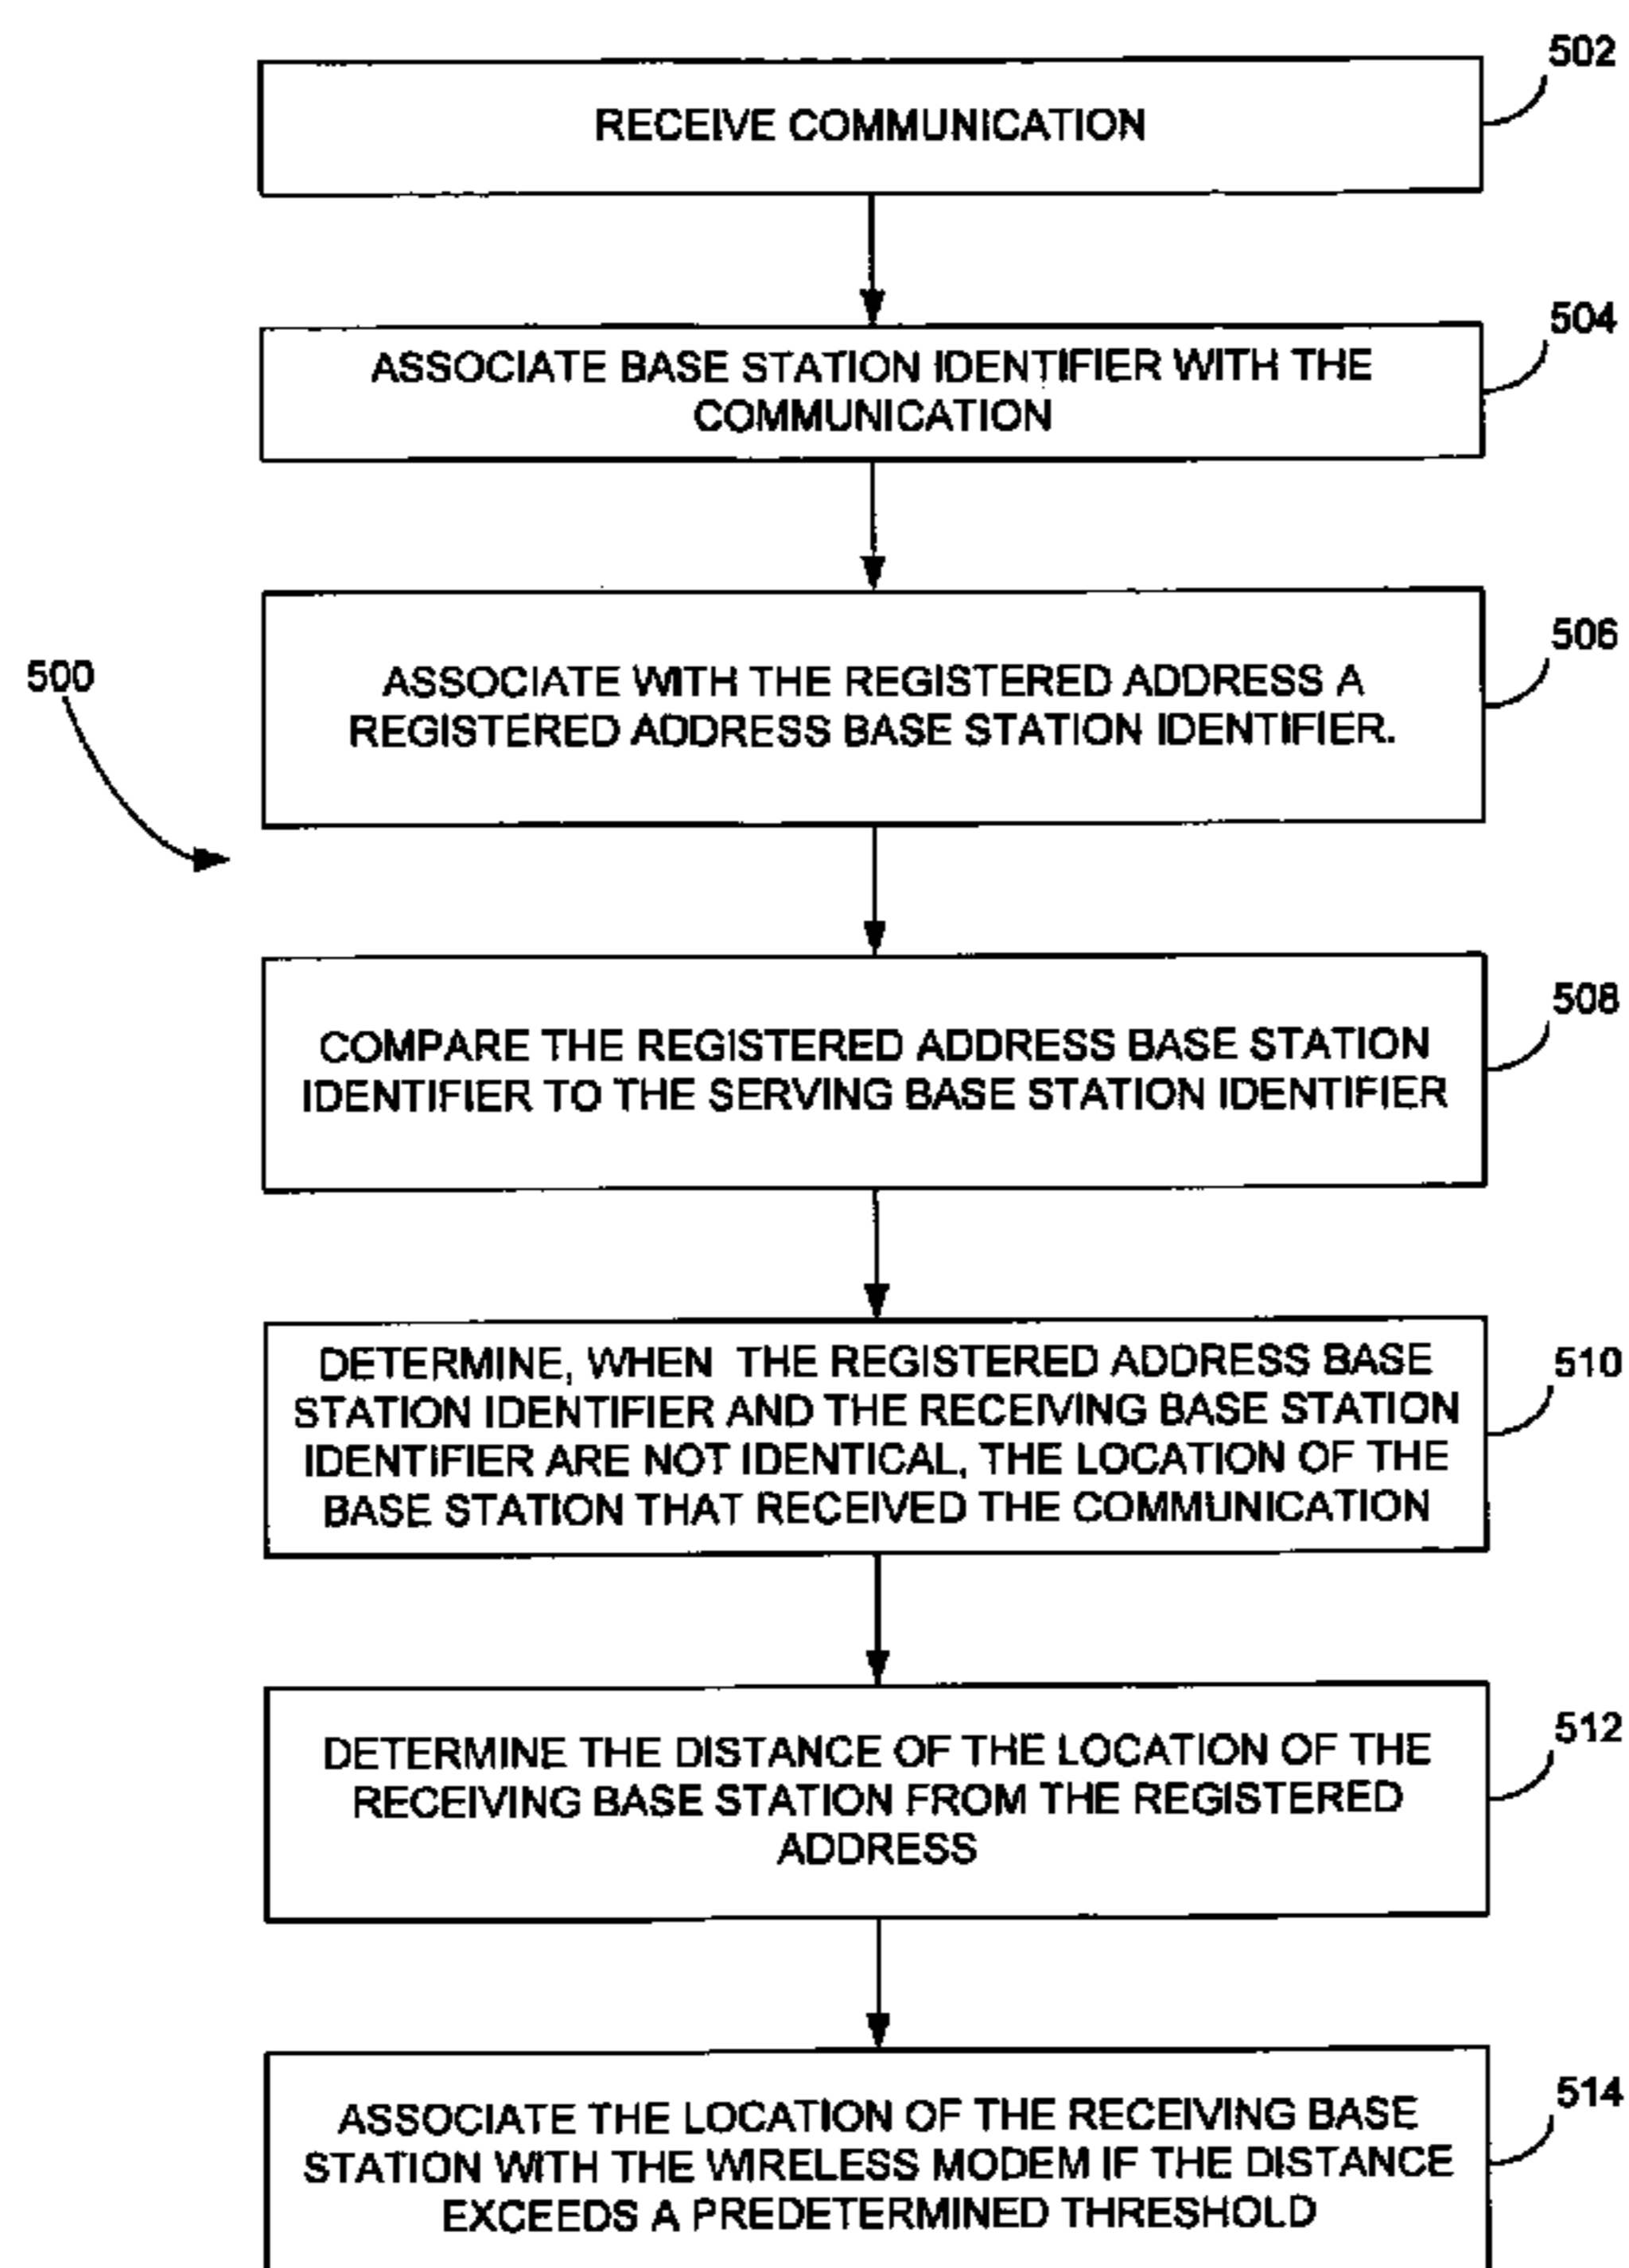 502
RECEIVE COMMUNICATION
504
ASSOCIATE BASE STATION IDENTIFIER WITH THE
COMMUNICATION
506
ASSOCIATE WITH THE REGISTERED ADDRESS A
REGISTERED ADDRESS BASE STATION IDENTIFIER.
500
508
COMPARE THE REGISTERED ADDRESS BASE STATION
IDENTIFIER TO THE SERVING BASE STATION IDENTIFIER
510
DETERMINE, WHEN THE REGISTERED ADDRESS BASE
STATION IDENTIFIER AND THE RECEIVING BASE STATION
IDENTIFIER ARE NOT IDENTICAL, THE LOCATION OF THE
BASE STATION THAT RECEIVED THE COMMUNICATION
512
DETERMINE THE DISTANCE OF THE LOCATION OF THE
RECEIVING BASE STATION FROM THE REGISTERED
ADDRESS
514
ASSOCIATE THE LOCATION OF THE RECEIVING BASE
STATION WITH THE WIRELESS MODEM IF THE DISTANCE
EXCEEDS A PREDETERMINED THRESHOLD